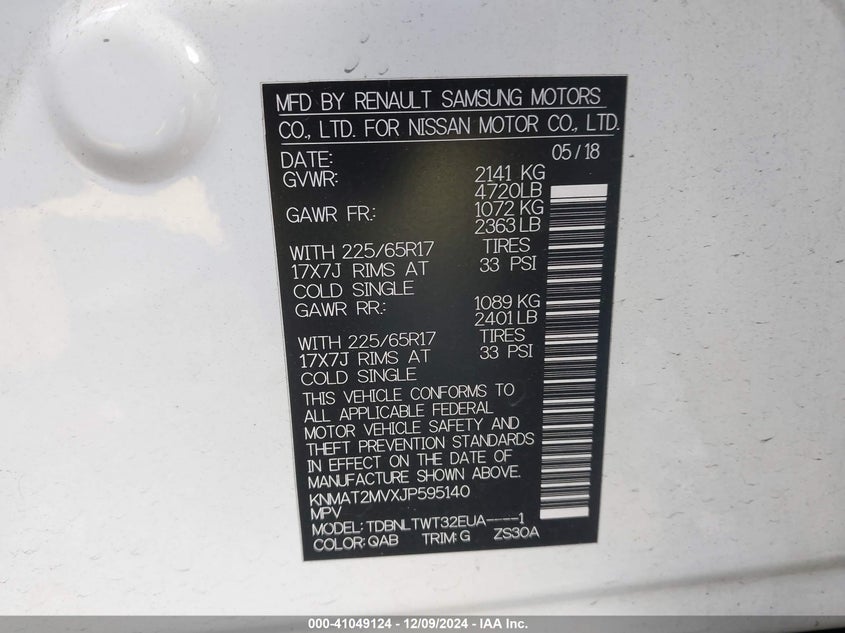 MFD BY RENAULT SAMSUNG MOTORS
CO., LTD. FOR NISSAN MOTOR CO., LTD.
DATE: 05/18
GVWR: 2141 KG
4720LB
GAWR FR.: 1072 KG
2363LB
WITH 225/65R17 TIRES
17X7J RIMS AT 33 PSI
COLD SINGLE
GAWR RR.: 1089 KG
2401LB
WITH 225/65R17 TIRES
17X7J RIMS AT 33 PSI
COLD SINGLE
THIS VEHICLE CONFORMS TO
ALL APPLICABLE FEDERAL
MOTOR VEHICLE SAFETY AND
THEFT PREVENTION STANDARDS
IN EFFECT ON THE DATE OF
MANUFACTURE SHOWN ABOVE.
KNMAT2MVXJP595140
MPV
MODEL: TDBNLTWT32EUA----1
COLOR: QAB TRIM: G ZS30A
000-41049124 - 12/09/2024 - IAA Inc.